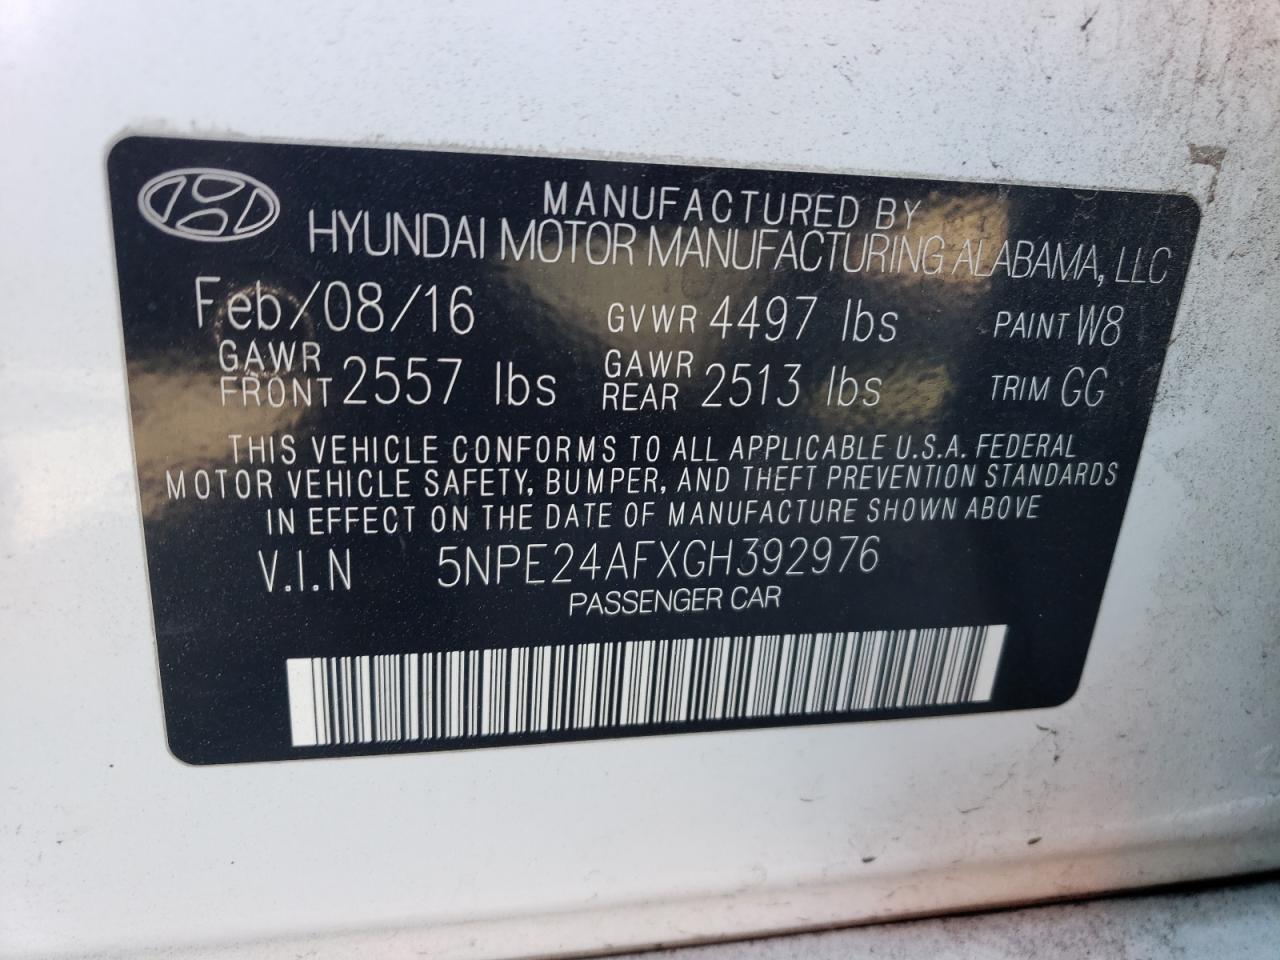 MANUFACTURED BY
HYUNDAI MOTOR MANUFACTURING ALABAMA, LLC
Feb/08/16 GVWR 4497 lbs PAINT W8
GAWR FRONT 2557 lbs GAWR REAR 2513 lbs TRIM GG
THIS VEHICLE CONFORMS TO ALL APPLICABLE U.S.A. FEDERAL
MOTOR VEHICLE SAFETY, BUMPER, AND THEFT PREVENTION STANDARDS
IN EFFECT ON THE DATE OF MANUFACTURE SHOWN ABOVE
V.I.N 5NPE24AFXGH392976
PASSENGER CAR